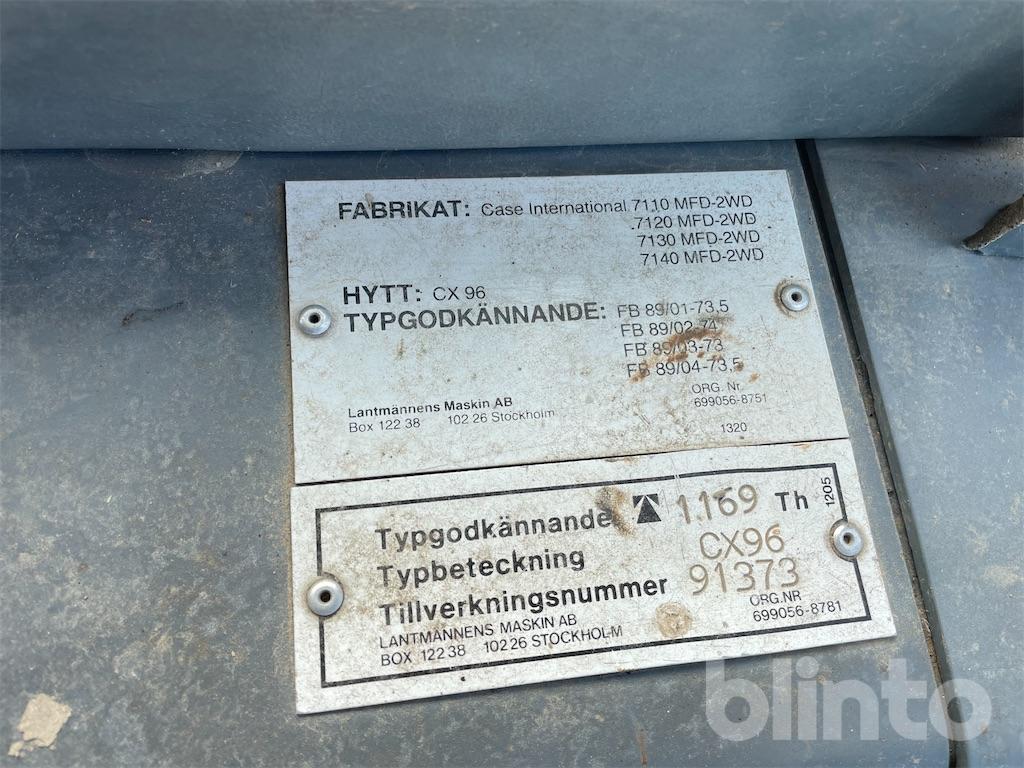 FABRIKAT: Case International 7110 MFD-2WD
7120 MFD-2WD
7130 MFD-2WD
7140 MFD-2WD
HYTT: CX 96
TYPGODKÄNNANDE: FB 89/01-73,5
FB 89/02-74
FB 89/03-73
FB 89/04-73,5
Lantmännens Maskin AB
Box 122 38 102 26 Stockholm
ORG. Nr
699056-8751
1320
Typgodkännande 1.169 Th
1205
Typbeteckning CX96
Tillverkningsnummer 91373
LANTMÄNNENS MASKIN AB
BOX 122 38 102 26 STOCKHOLM
ORG.NR
699056-8781
blinto